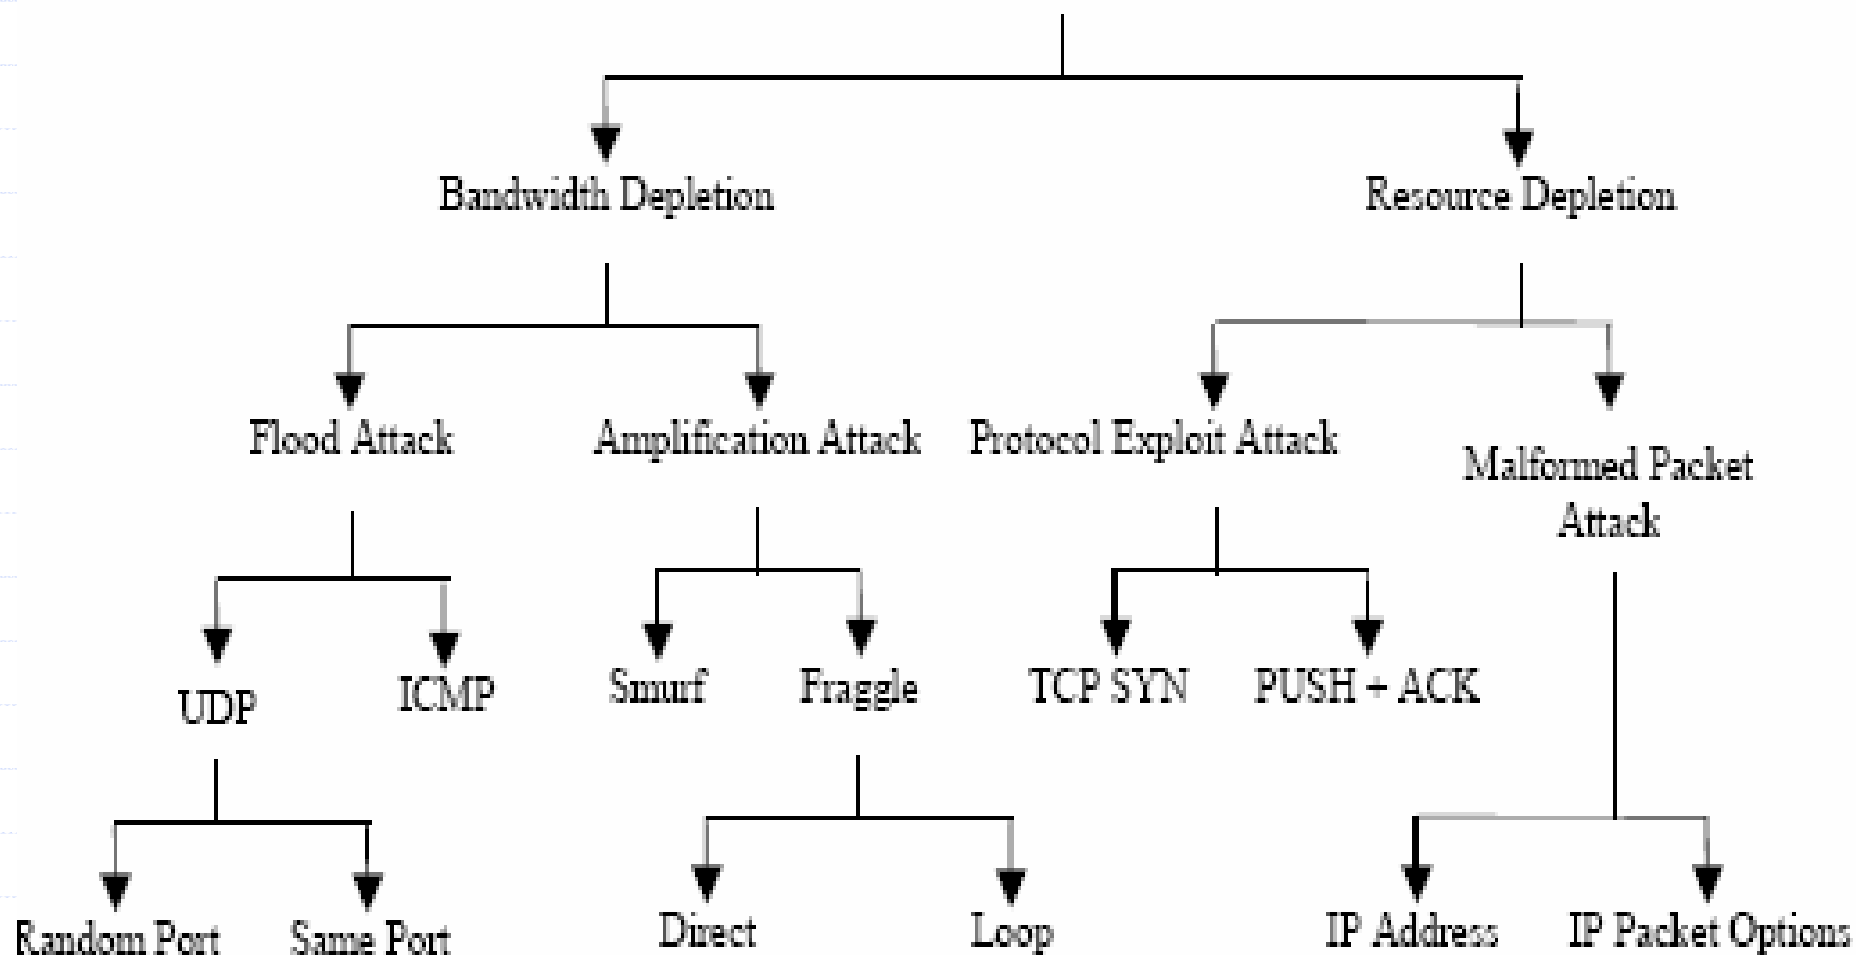 Bandwidth Depletion
Resource Depletion
Flood Attack
Amplification Attack
Protocol Exploit Attack
Malformed Packet
Attack
UDP
ICMP
Smurf
Fraggle
TCP SYN
PUSH + ACK
Random Port
Same Port
Direct
Loop
IP Address
IP Packet Options